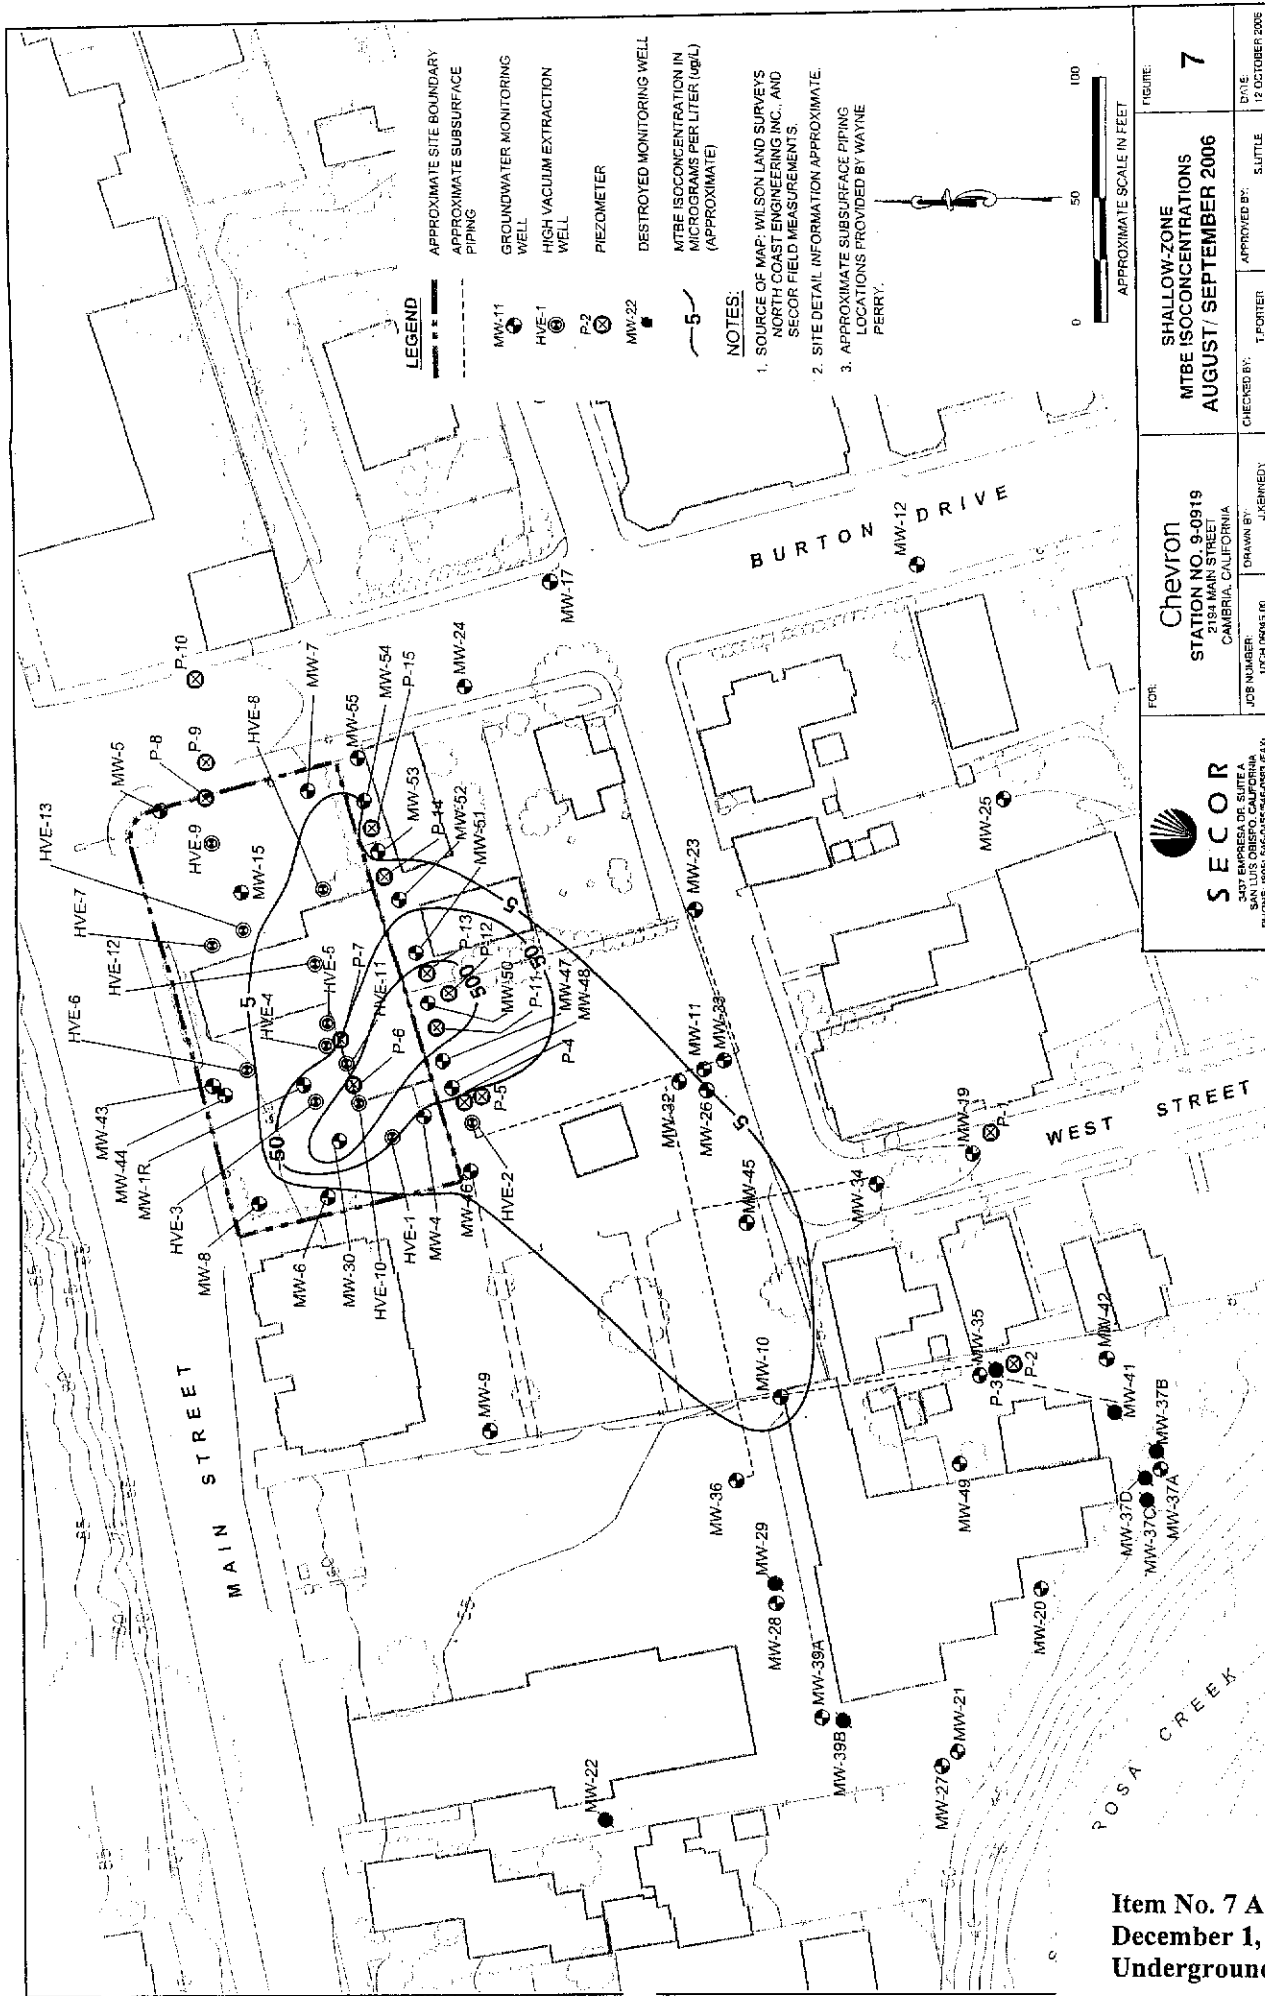 LEGEND
APPROXIMATE SITE BOUNDARY
APPROXIMATE SUBSURFACE
PIPING
MW-11
GROUNDWATER MONITORING
WELL
HVE-1
HIGH VACUUM EXTRACTION
WELL
P-2
PIEZOMETER
MW-22
DESTROYED MONITORING WELL
5
MTBE ISOCONCENTRATION IN
MICROGRAMS PER LITER (ug/L)
(APPROXIMATE)
NOTES:
1. SOURCE OF MAP: WILSON LAND SURVEYS
NORTH COAST ENGINEERING INC., AND
SECOR FIELD MEASUREMENTS.
2. SITE DETAIL INFORMATION APPROXIMATE.
3. APPROXIMATE SUBSURFACE PIPING
LOCATIONS PROVIDED BY WAYNE
PERRY.
0
50
100
APPROXIMATE SCALE IN FEET
MAIN STREET
BURTON DRIVE
WEST STREET
POSA CREEK
HVE-13
HVE-7
HVE-12
HVE-6
MW-43
MW-44
MW-1R
HVE-3
MW-8
MW-6
MW-30
HVE-10
HVE-1
MW-4
MW-46
HVE-2
P-5
P-4
MW-48
MW-47
P-11
MW-50
P-12
P-13
MW-51
MW-52
P-14
MW-53
P-15
MW-54
MW-55
MW-7
HVE-8
P-10
P-9
P-8
MW-5
HVE-9
MW-15
HVE-5
HVE-4
P-7
HVE-11
P-6
5
50
500
50
5
5
MW-24
MW-17
MW-12
MW-25
MW-23
MW-11
MW-33
MW-32
MW-26
MW-45
MW-34
MW-19
P-1
MW-9
MW-10
MW-36
MW-35
P-3
P-2
MW-42
MW-41
MW-37B
MW-37A
MW-37D
MW-37C
MW-49
MW-29
MW-28
MW-39A
MW-39B
MW-20
MW-21
MW-27
MW-22
SECOR
3437 EMPRESA DR. SUITE A
SAN LUIS OBISPO, CALIFORNIA
FOR:
Chevron
STATION NO. 9-0919
2194 MAIN STREET
CAMBRIA, CALIFORNIA
JOB NUMBER:
DRAWN BY:
J.KENNEDY
SHALLOW-ZONE
MTBE ISOCONCENTRATIONS
AUGUST/ SEPTEMBER 2006
CHECKED BY:
T.PORTER
APPROVED BY:
S.LITTLE
FIGURE:
7
DATE:
12 OCTOBER 2006
Item No. 7 A
December 1,
Underground